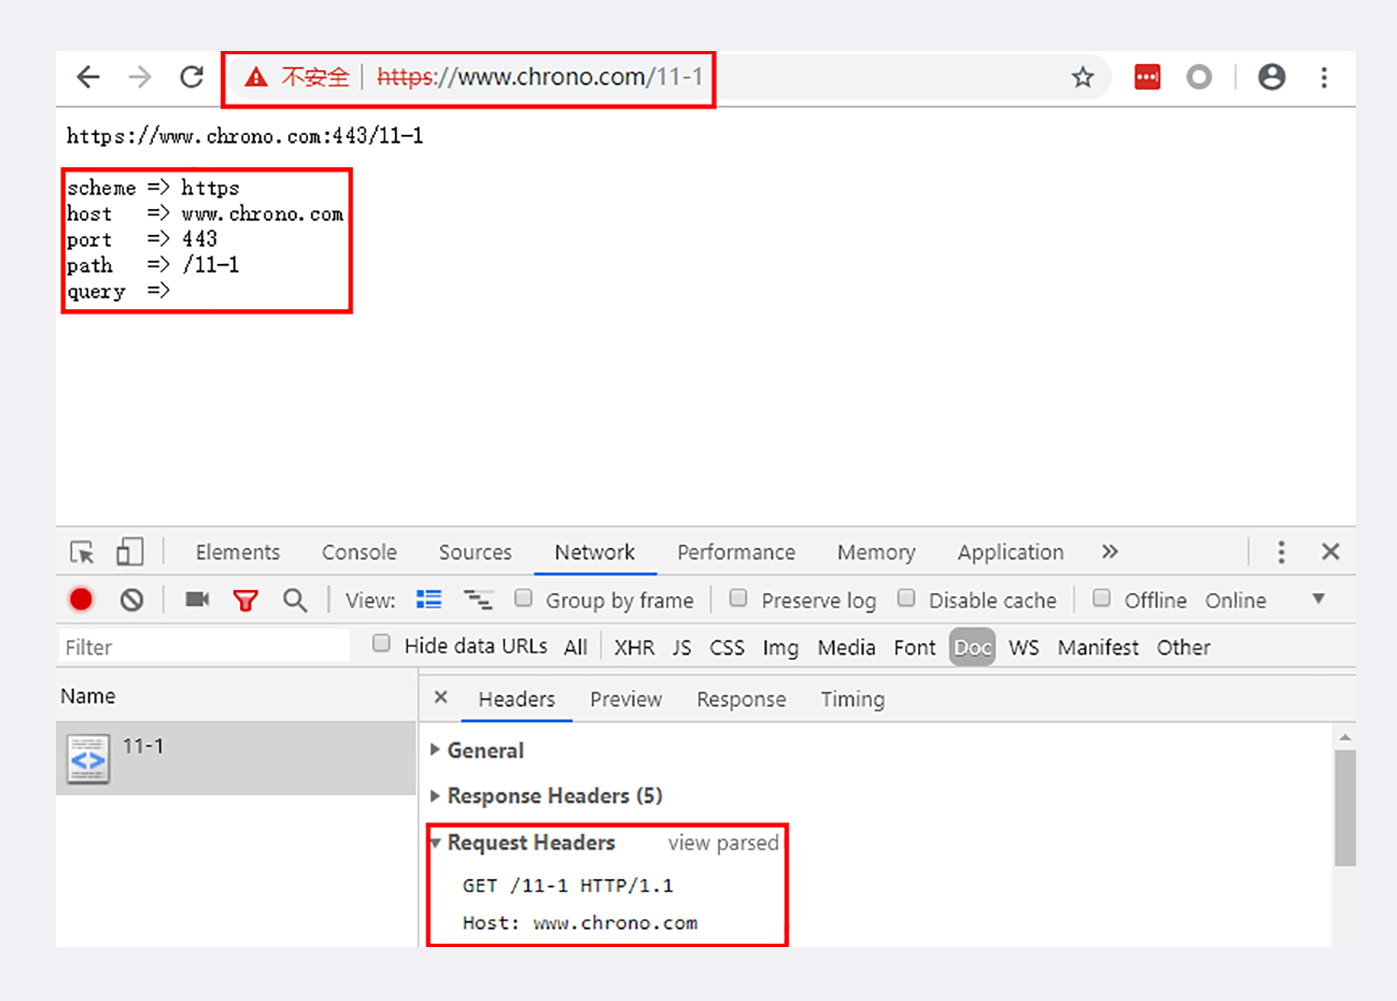 不安全 https://www.chrono.com/11-1
https://www.chrono.com:443/11-1
scheme => https
host => www.chrono.com
port => 443
path => /11-1
query =>
Elements Console Sources Network Performance Memory Application »
View: Group by frame Preserve log Disable cache Offline Online
Filter Hide data URLs All XHR JS CSS Img Media Font Doc WS Manifest Other
Name
× Headers Preview Response Timing
11-1
General
Response Headers (5)
Request Headers view parsed
GET /11-1 HTTP/1.1
Host: www.chrono.com